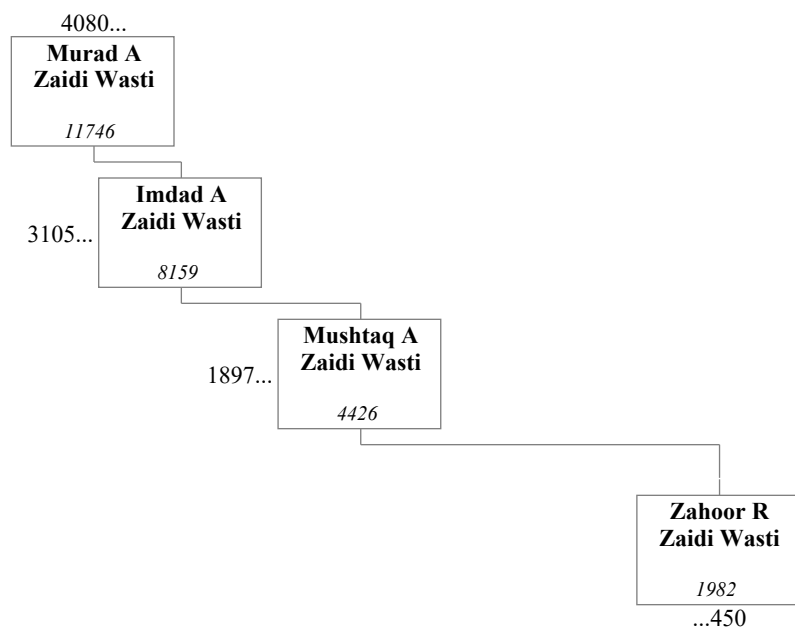 4080...
Murad A
Zaidi Wasti
11746
Imdad A
Zaidi Wasti
3105...
8159
Mushtaq A
Zaidi Wasti
1897...
4426
Zahoor R
Zaidi Wasti
1982
...450